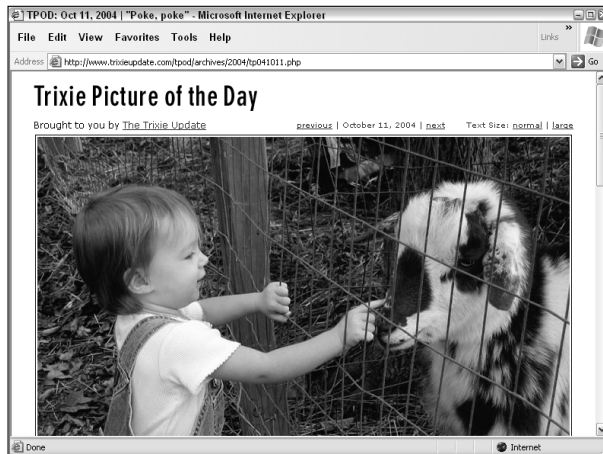 TPOD: Oct 11, 2004 | "Poke, poke" - Microsoft Internet Explorer
File Edit View Favorites Tools Help Links »
Address http://www.trixieupdate.com/tpod/archives/2004/tp041011.php Go
Trixie Picture of the Day
Brought to you by The Trixie Update previous | October 11, 2004 | next Text Size: normal | large
Done Internet